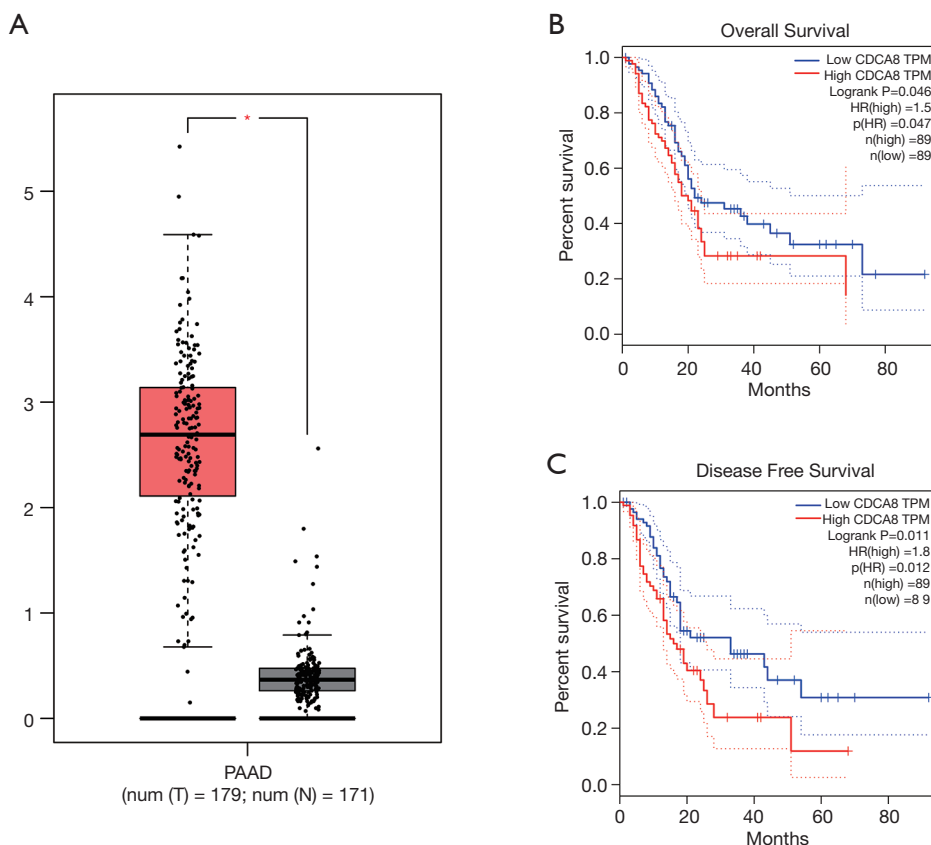 A
5
4
3
2
1
0
*
PAAD
(num (T) = 179; num (N) = 171)
B
Overall Survival
Low CDCA8 TPM
High CDCA8 TPM
Logrank P=0.046
HR(high) =1.5
p(HR) =0.047
n(high) =89
n(low) =89
Percent survival
1.0
0.8
0.6
0.4
0.2
0.0
0 20 40 60 80
Months
C
Disease Free Survival
Low CDCA8 TPM
High CDCA8 TPM
Logrank P=0.011
HR(high) =1.8
p(HR) =0.012
n(high) =89
n(low) =8 9
Percent survival
1.0
0.8
0.6
0.4
0.2
0.0
0 20 40 60 80
Months